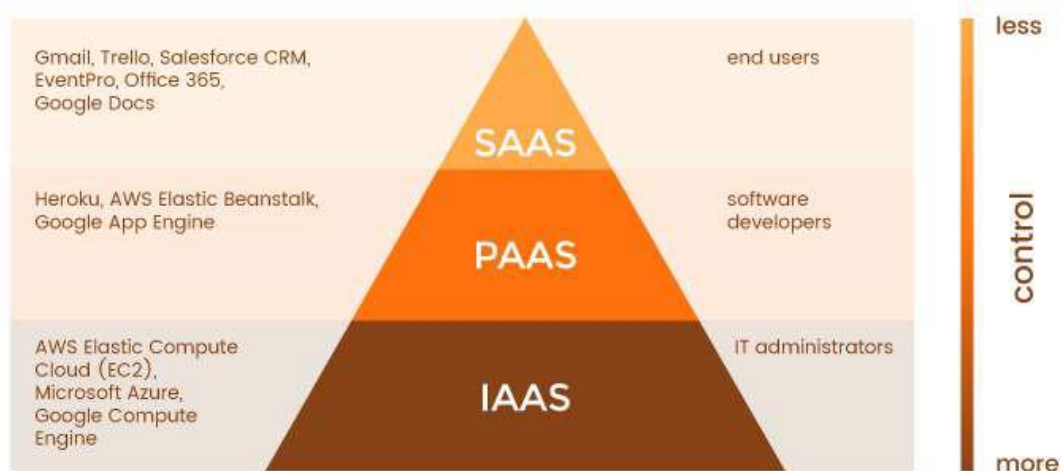 less
Gmail, Trello, Salesforce CRM,
EventPro, Office 365,
Google Docs
SAAS
end users
Heroku, AWS Elastic Beanstalk,
Google App Engine
PAAS
software
developers
control
AWS Elastic Compute
Cloud (EC2),
Microsoft Azure,
Google Compute
Engine
IAAS
IT administrators
more